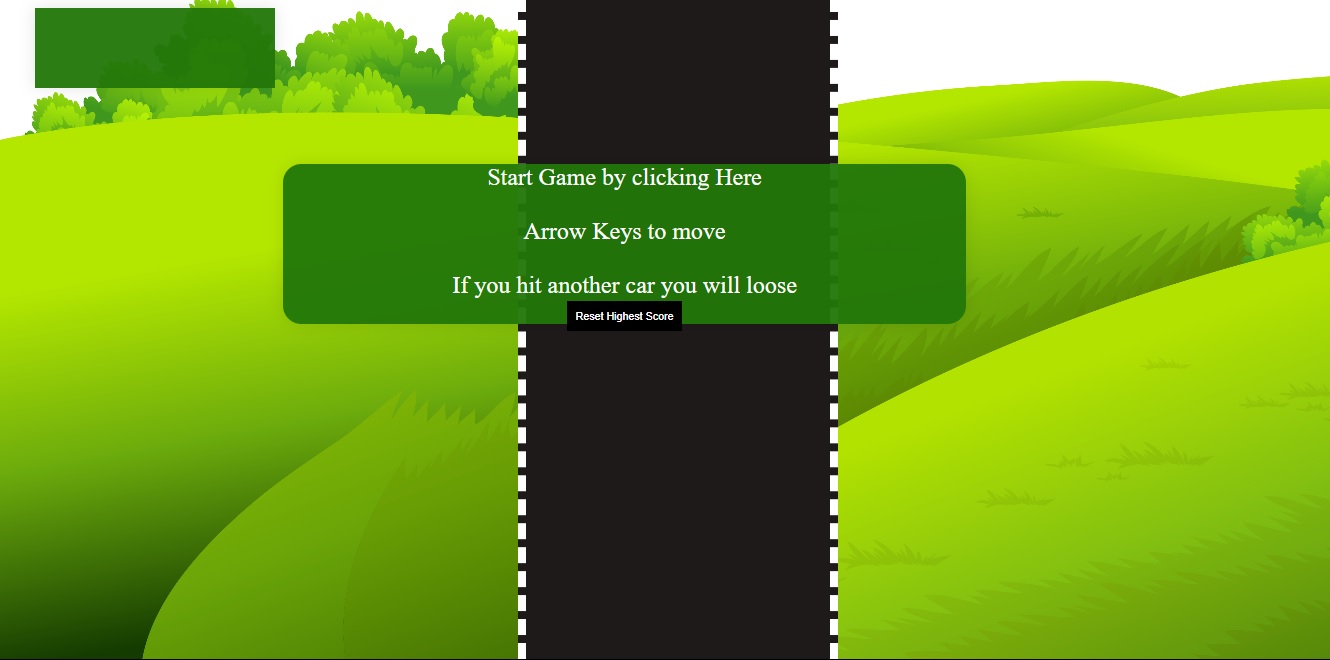 Start Game by clicking Here
Arrow Keys to move
If you hit another car you will loose
Reset Highest Score